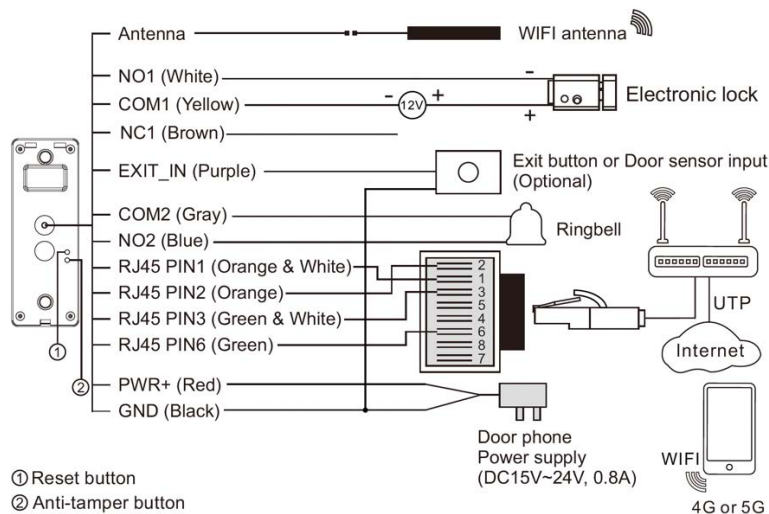 Antenna
WIFI antenna
NO1 (White)
-
COM1 (Yellow)
- 12V +
+
Electronic lock
NC1 (Brown)
EXIT_IN (Purple)
Exit button or Door sensor input
(Optional)
COM2 (Gray)
NO2 (Blue)
Ringbell
RJ45 PIN1 (Orange & White)
RJ45 PIN2 (Orange)
RJ45 PIN3 (Green & White)
RJ45 PIN6 (Green)
2
1
3
5
4
6
8
7
UTP
Internet
①
②
PWR+ (Red)
GND (Black)
Door phone
Power supply
(DC15V~24V, 0.8A)
WIFI
4G or 5G
① Reset button
② Anti-tamper button